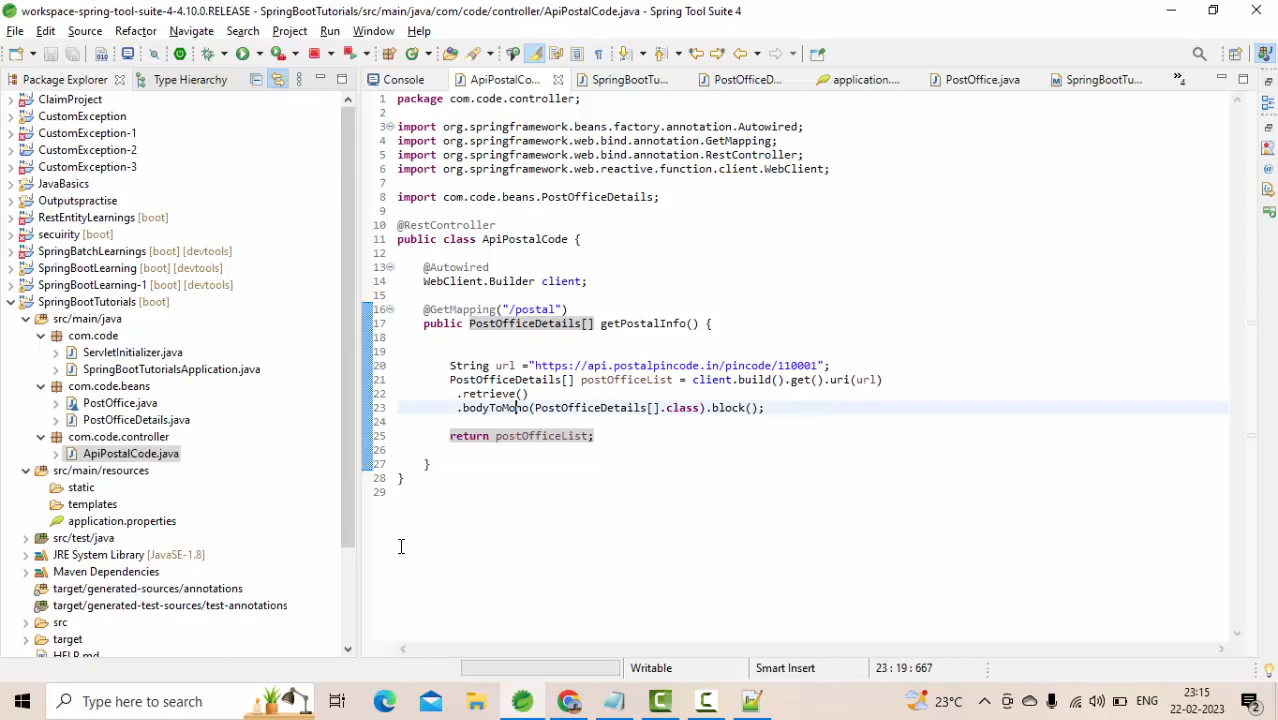 workspace-spring-tool-suite-4-4.10.0.RELEASE - SpringBootTutorials/src/main/java/com/code/controller/ApiPostalCode.java - Spring Tool Suite 4
File Edit Source Refactor Navigate Search Project Run Window Help
Package Explorer Type Hierarchy
Console ApiPostalCo... SpringBootTu... PostOfficeD... application.... PostOffice.java SpringBootTu... 4
ClaimProject
CustomException
CustomException-1
CustomException-2
CustomException-3
JavaBasics
Outputspractise
RestEntityLearnings [boot]
secuirity [boot]
SpringBatchLearnings [boot] [devtools]
SpringBootLearning [boot] [devtools]
SpringBootLearning-1 [boot] [devtools]
SpringBootTutorials [boot]
src/main/java
com.code
ServletInitializer.java
SpringBootTutorialsApplication.java
com.code.beans
PostOffice.java
PostOfficeDetails.java
com.code.controller
ApiPostalCode.java
src/main/resources
static
templates
application.properties
src/test/java
JRE System Library [JavaSE-1.8]
Maven Dependencies
target/generated-sources/annotations
target/generated-test-sources/test-annotations
src
target
HELP.md
1 package com.code.controller;
2
3 import org.springframework.beans.factory.annotation.Autowired;
4 import org.springframework.web.bind.annotation.GetMapping;
5 import org.springframework.web.bind.annotation.RestController;
6 import org.springframework.web.reactive.function.client.WebClient;
7
8 import com.code.beans.PostOfficeDetails;
9
10 @RestController
11 public class ApiPostalCode {
12
13 @Autowired
14 WebClient.Builder client;
15
16 @GetMapping("/postal")
17 public PostOfficeDetails[] getPostalInfo() {
18
19
20 String url ="https://api.postalpincode.in/pincode/110001";
21 PostOfficeDetails[] postOfficeList = client.build().get().uri(url)
22 .retrieve()
23 .bodyToMono(PostOfficeDetails[].class).block();
24
25 return postOfficeList;
26
27 }
28 }
29
Writable Smart Insert 23 : 19 : 667
Type here to search
23°C ENG 23:15 22-02-2023 2